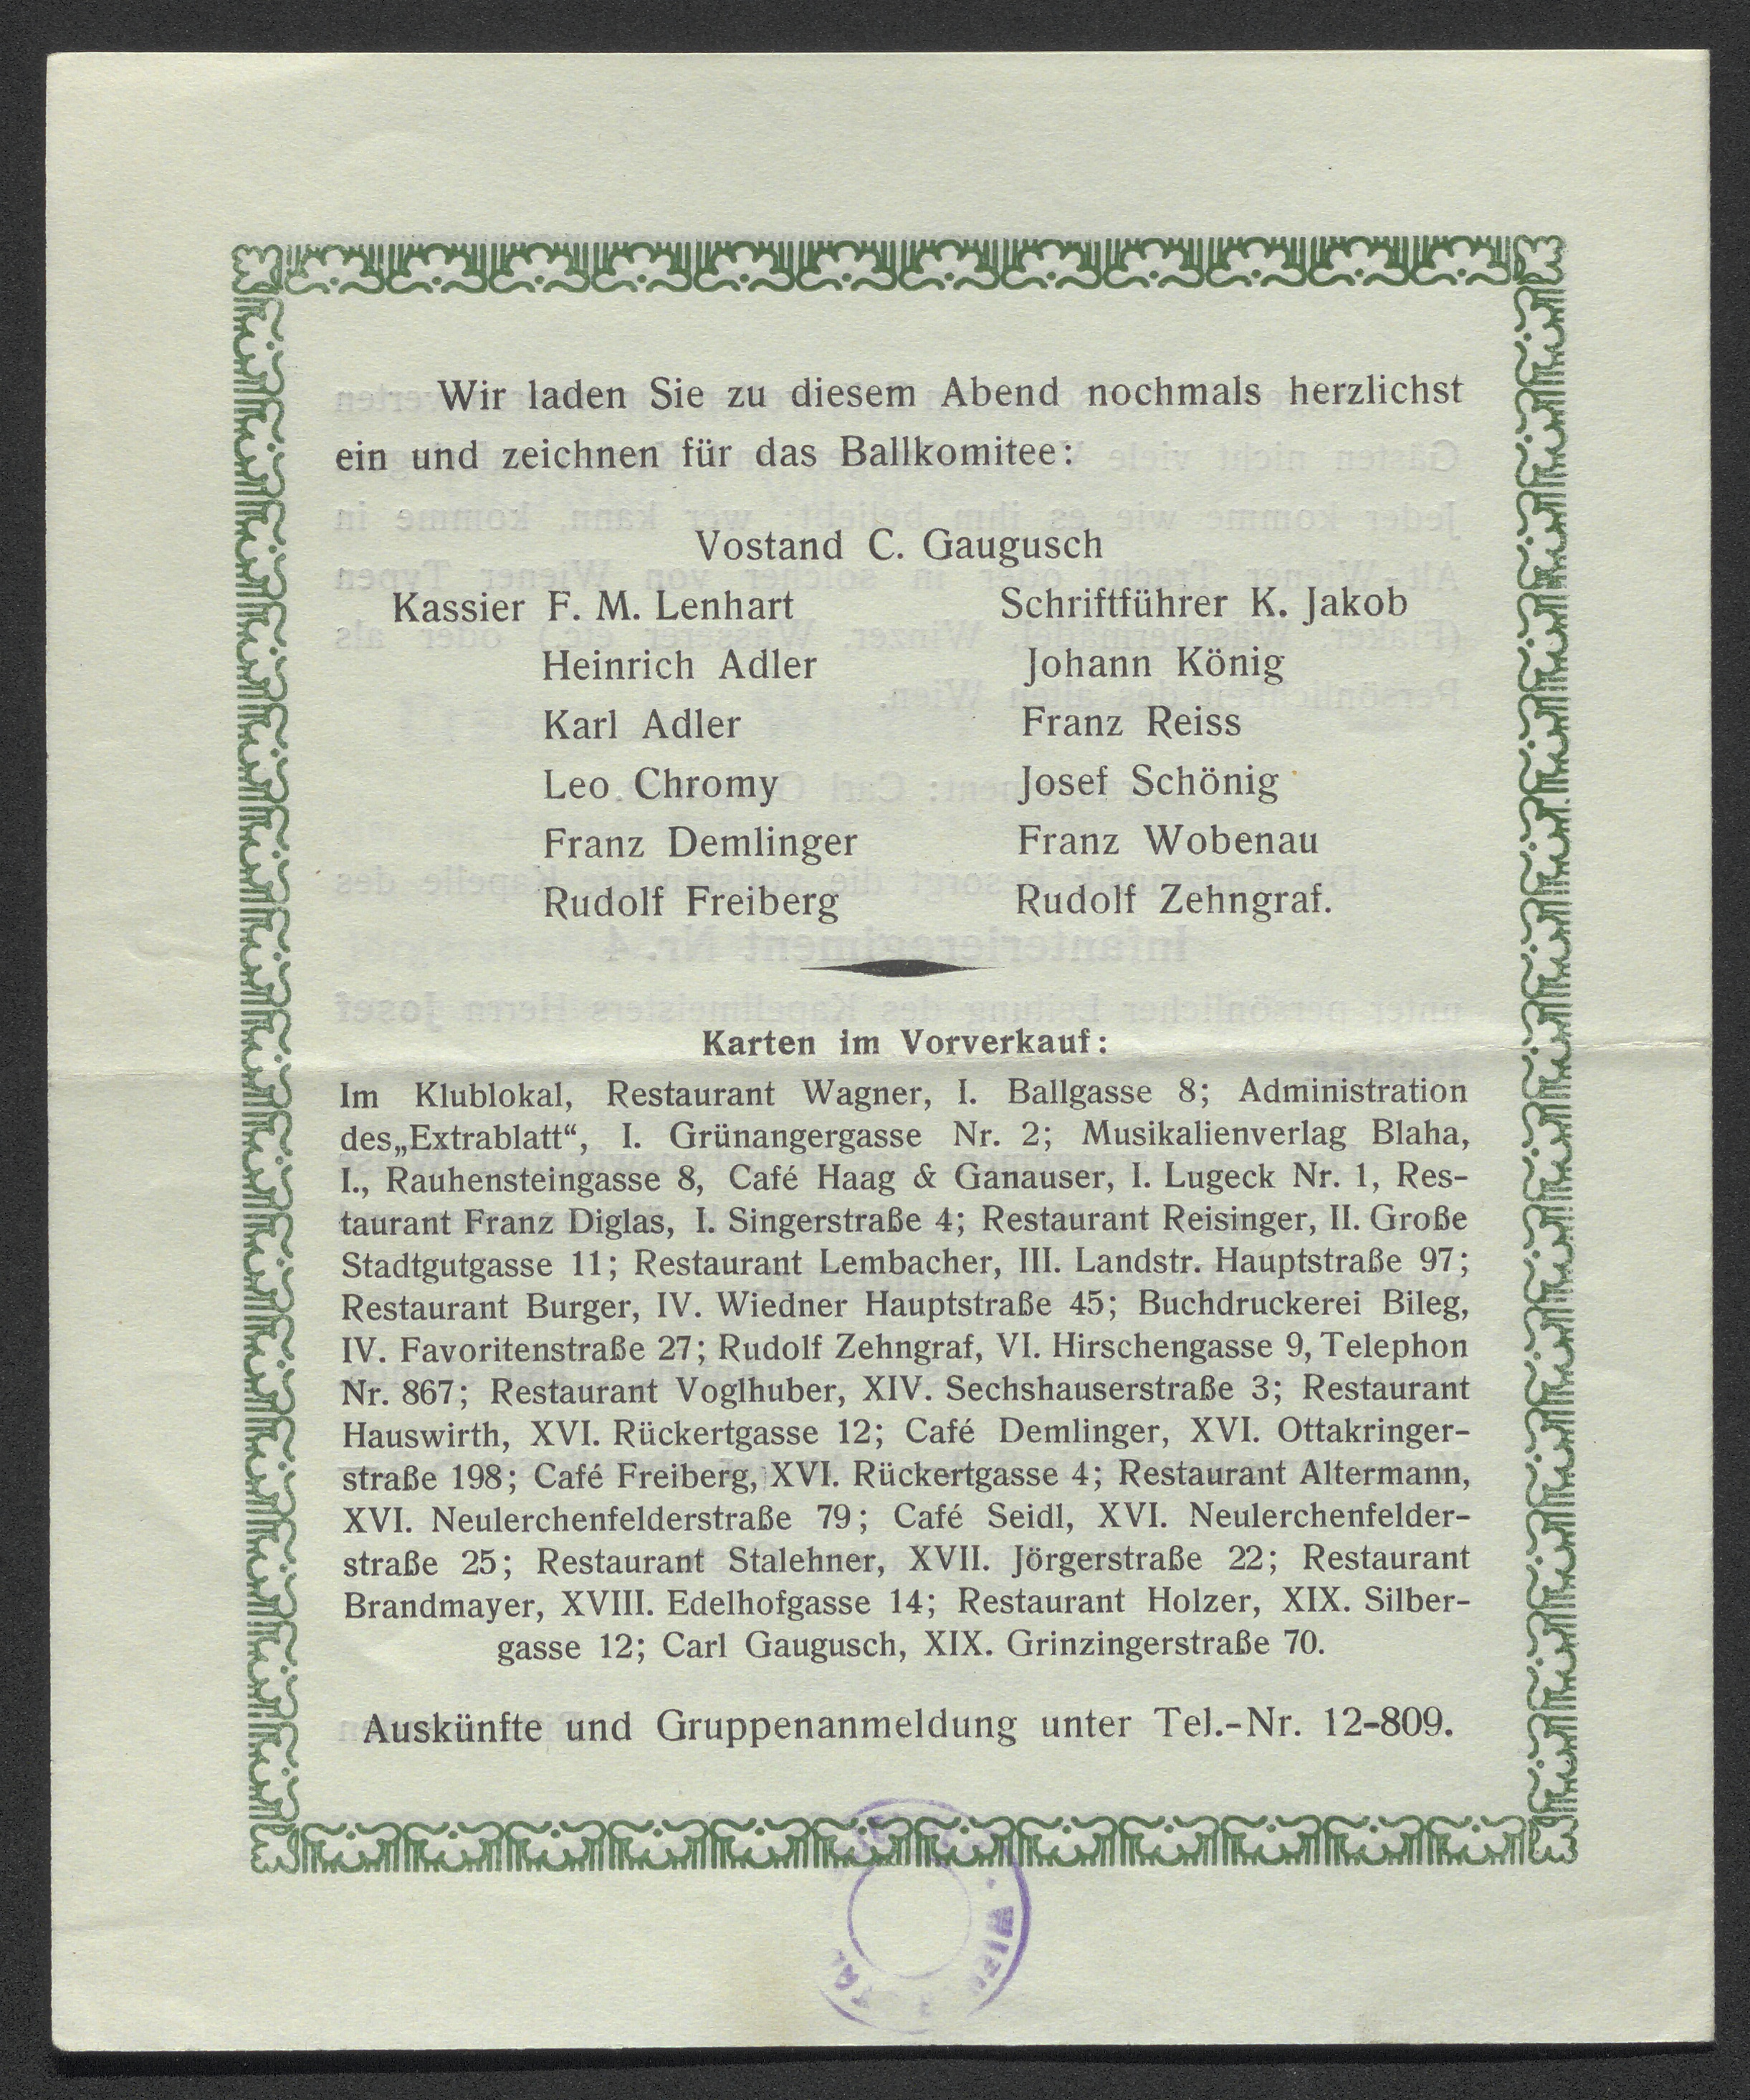 Wir laden Sie zu diesem Abend nochmals herzlichst
ein und zeichnen für das Ballkomitee:
Vostand C. Gaugusch
Kassier F. M. Lenhart Schriftführer K. Jakob
Heinrich Adler Johann König
Karl Adler Franz Reiss
Leo Chromy Josef Schönig
Franz Demlinger Franz Wobenau
Rudolf Freiberg Rudolf Zehngraf.
Karten im Vorverkauf:
Im Klublokal, Restaurant Wagner, I. Ballgasse 8; Administration
des„Extrablatt“, I. Grünangergasse Nr. 2; Musikalienverlag Blaha,
I., Rauhensteingasse 8, Café Haag & Ganauser, I. Lugeck Nr. 1, Res-
taurant Franz Diglas, I. Singerstraße 4; Restaurant Reisinger, II. Große
Stadtgutgasse 11; Restaurant Lembacher, III. Landstr. Hauptstraße 97;
Restaurant Burger, IV. Wiedner Hauptstraße 45; Buchdruckerei Bileg,
IV. Favoritenstraße 27; Rudolf Zehngraf, VI. Hirschengasse 9, Telephon
Nr. 867; Restaurant Voglhuber, XIV. Sechshauserstraße 3; Restaurant
Hauswirth, XVI. Rückertgasse 12; Café Demlinger, XVI. Ottakringer-
straße 198; Café Freiberg, XVI. Rückertgasse 4; Restaurant Altermann,
XVI. Neulerchenfelderstraße 79; Café Seidl, XVI. Neulerchenfelder-
straße 25; Restaurant Stalehner, XVII. Jörgerstraße 22; Restaurant
Brandmayer, XVIII. Edelhofgasse 14; Restaurant Holzer, XIX. Silber-
gasse 12; Carl Gaugusch, XIX. Grinzingerstraße 70.
Auskünfte und Gruppenanmeldung unter Tel.-Nr. 12-809.